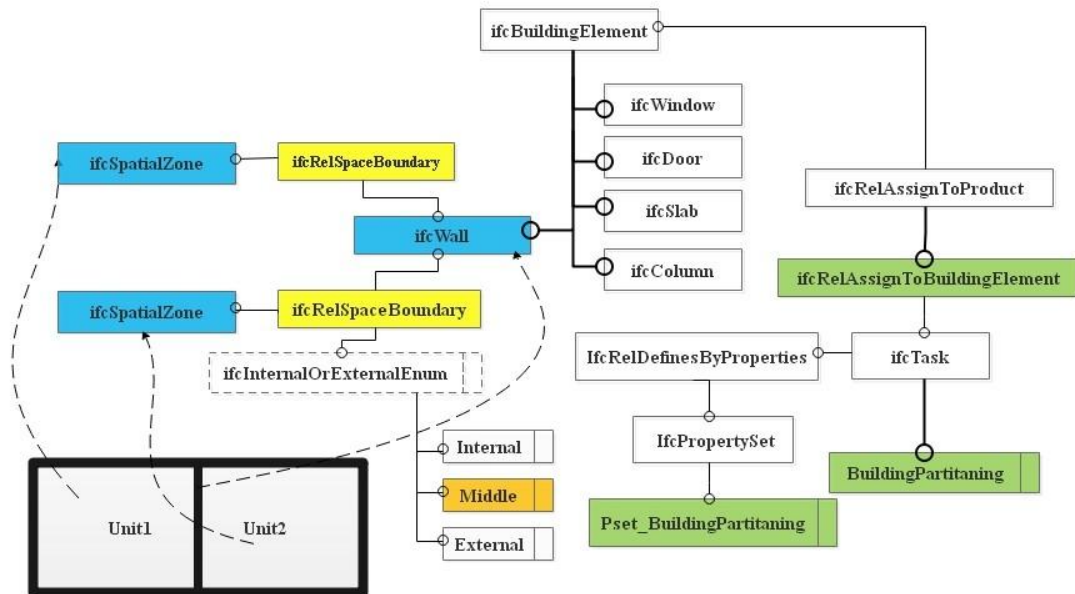 ifcBuildingElement
ifcWindow
ifcDoor
ifcSlab
ifcColumn
ifcSpatialZone
ifcRelSpaceBoundary
ifcWall
ifcSpatialZone
ifcRelSpaceBoundary
ifcInternalOrExternalEnum
Internal
Middle
External
Unit1
Unit2
ifcRelAssignToProduct
ifcRelAssignToBuildingElement
IfcRelDefinesByProperties
ifcTask
IfcPropertySet
BuildingPartitaning
Pset_BuildingPartitaning